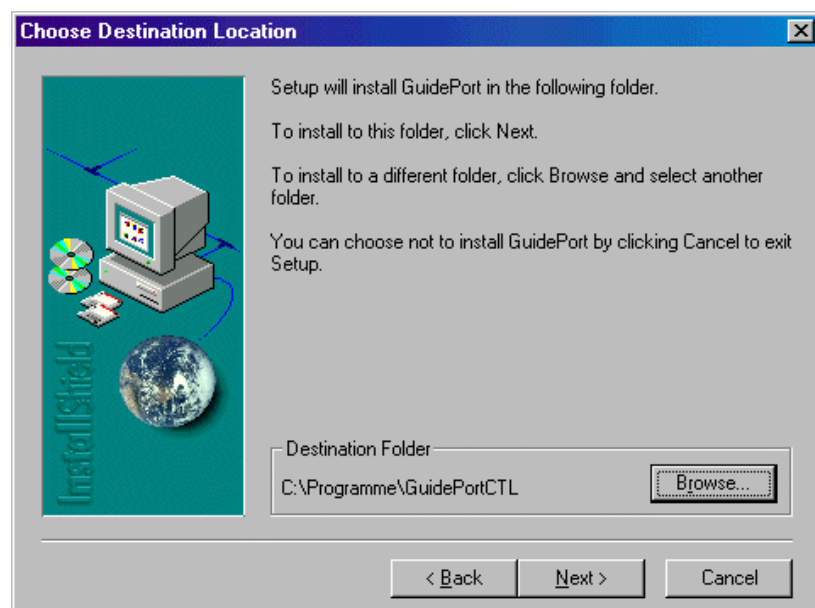 Choose Destination Location
Setup will install GuidePort in the following folder.
To install to this folder, click Next.
To install to a different folder, click Browse and select another
folder.
You can choose not to install GuidePort by clicking Cancel to exit
Setup.
InstallShield
Destination Folder
C:\Programme\GuidePortCTL
Browse...
< Back
Next >
Cancel